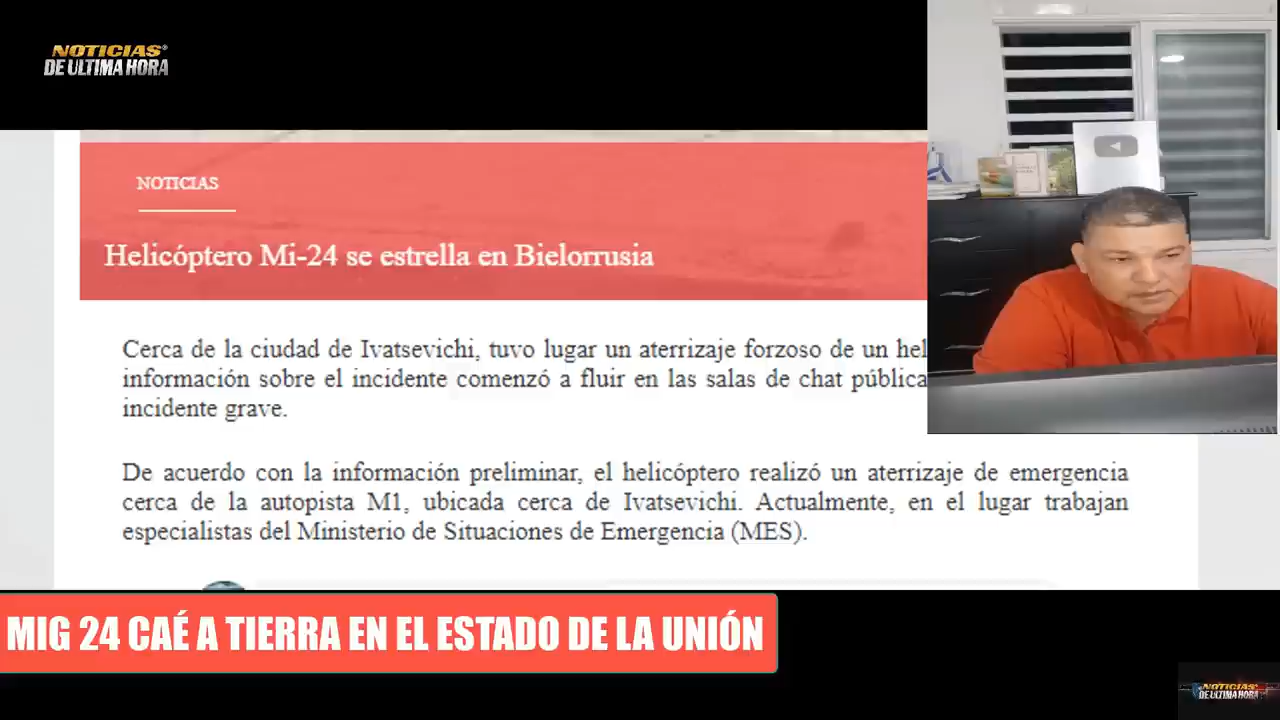 NOTICIAS
DE ULTIMA HORA
NOTICIAS
Helicóptero Mi-24 se estrella en Bielorrusia
Cerca de la ciudad de Ivatsevichi, tuvo lugar un aterrizaje forzoso de un hel
información sobre el incidente comenzó a fluir en las salas de chat pública
incidente grave.
De acuerdo con la información preliminar, el helicóptero realizó un aterrizaje de emergencia
cerca de la autopista M1, ubicada cerca de Ivatsevichi. Actualmente, en el lugar trabajan
especialistas del Ministerio de Situaciones de Emergencia (MES).
MIG 24 CAÉ A TIERRA EN EL ESTADO DE LA UNIÓN
NOTICIAS
DE ULTIMA HORA